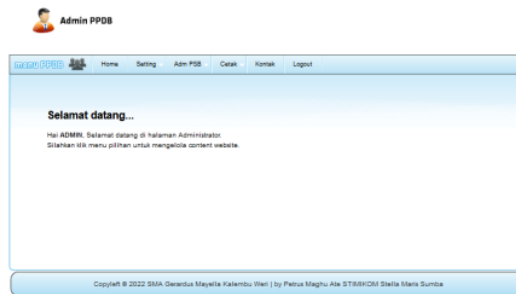 Admin PPDB
menu PPDB Home Setting Adm PSB Cetak Kontak Logout
Selamat datang...
Hai ADMIN, Selamat datang di halaman Administrator.
Silahkan klik menu pilihan untuk mengelola content website.
Copyleft © 2022 SMA Gerardus Mayella Kalembu Weri | by Petrus Maghu Ate STIMIKOM Stella Maris Sumba